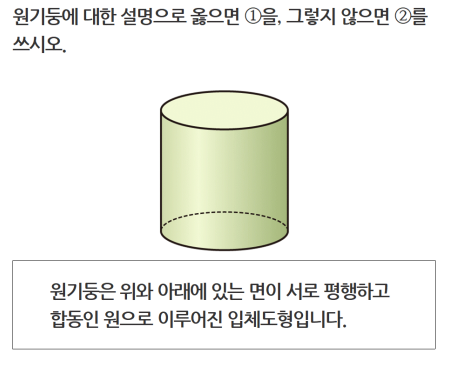 원기둥에 대한 설명으로 옳으면 ①을, 그렇지 않으면 ②를
쓰시오.
원기둥은 위와 아래에 있는 면이 서로 평행하고
합동인 원으로 이루어진 입체도형입니다.